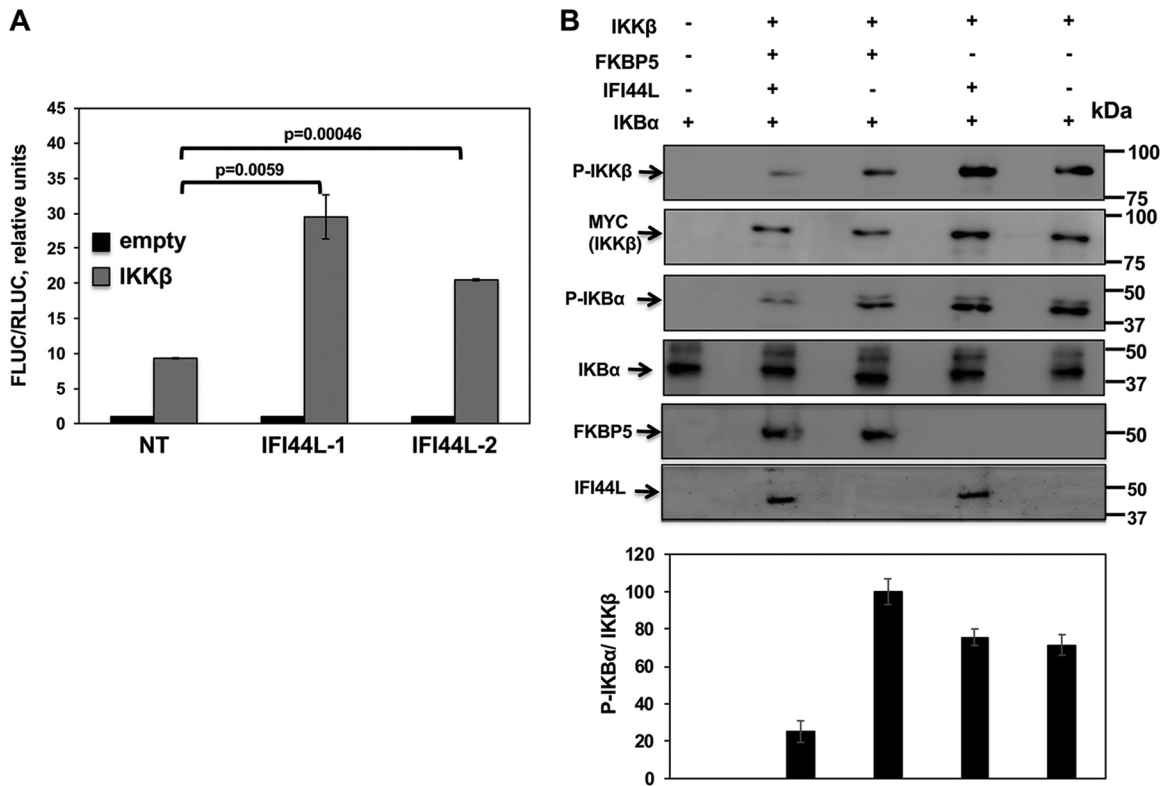 A
FLUC/RLUC, relative units
45
40
35
30
25
20
15
10
5
0
p=0.00046
p=0.0059
empty
IKKβ
NT IFI44L-1 IFI44L-2
B
IKKβ - + + + +
FKBP5 - + + - -
IFI44L - + - + -
IKBα + + + + +
kDa
P-IKKβ
100
75
MYC
(IKKβ)
100
75
P-IKBα
50
37
IKBα
50
37
FKBP5
50
IFI44L
50
37
P-IKBα/ IKKβ
120
100
80
60
40
20
0